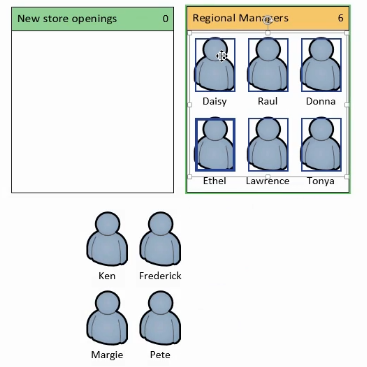 New store openings 0
Regional Managers 6
Daisy Raul Donna
Ethel Lawrence Tonya
Ken Frederick
Margie Pete